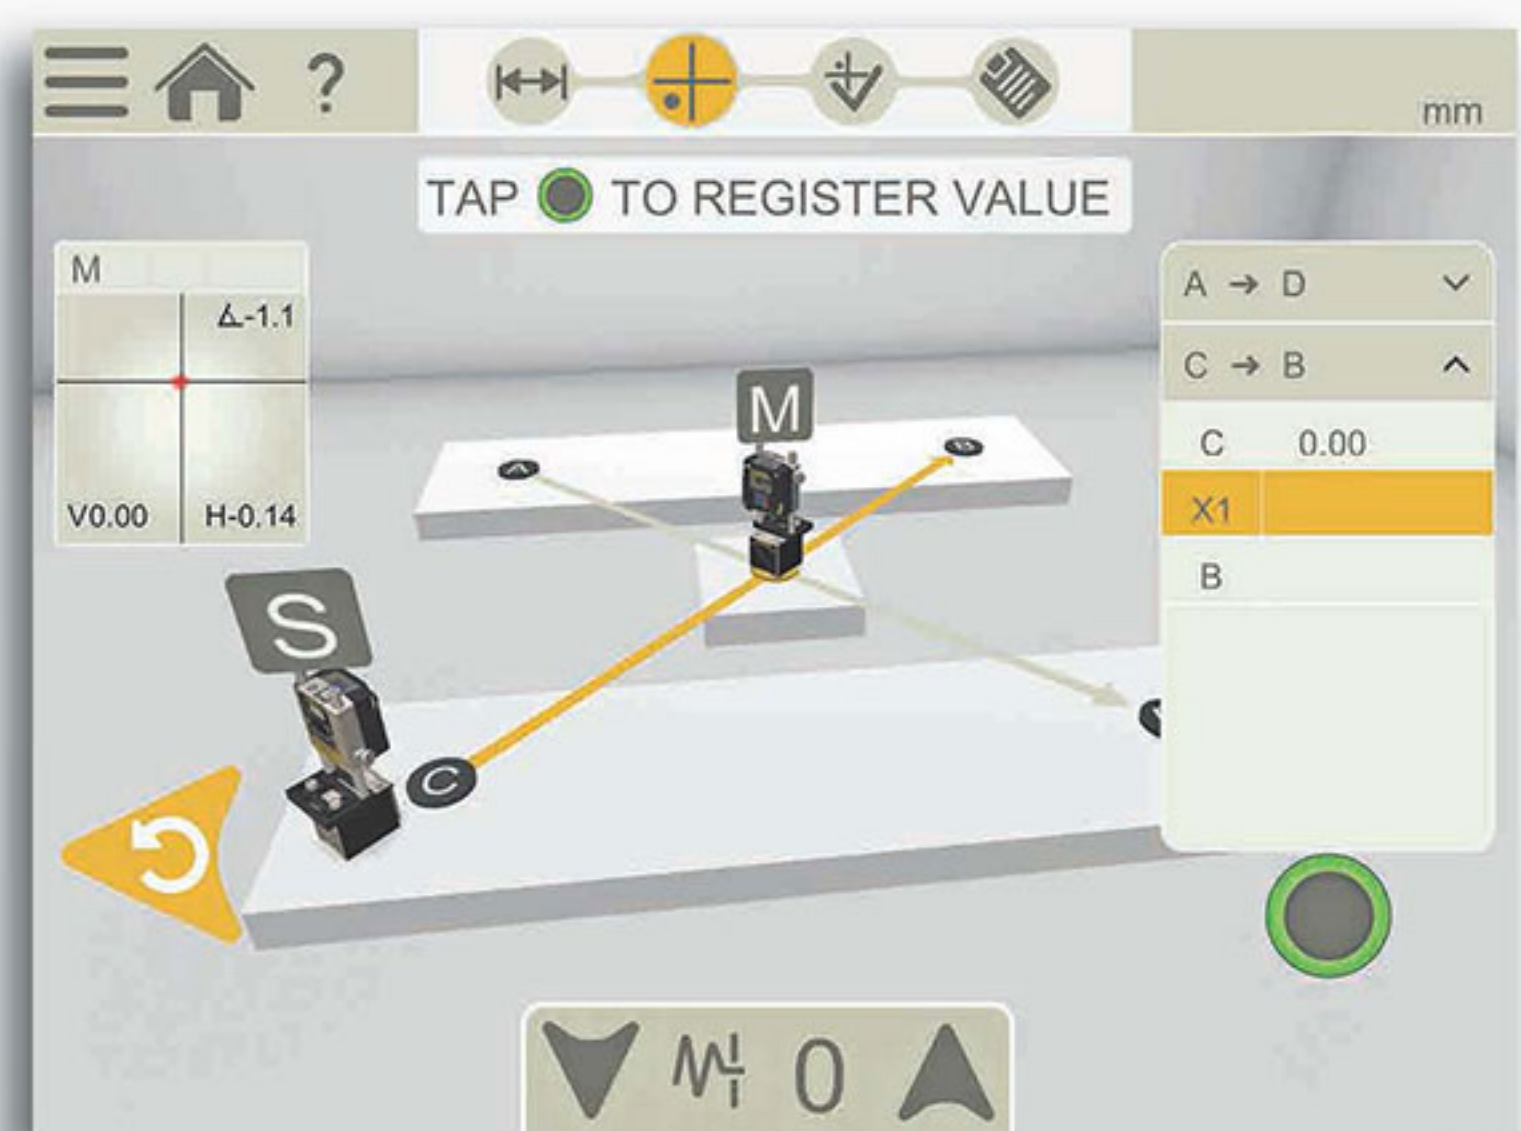 ?
mm
TAP TO REGISTER VALUE
M
∡-1.1
V0.00 H-0.14
A → D
C → B
C 0.00
X1
B
M
A
B
S
C
0